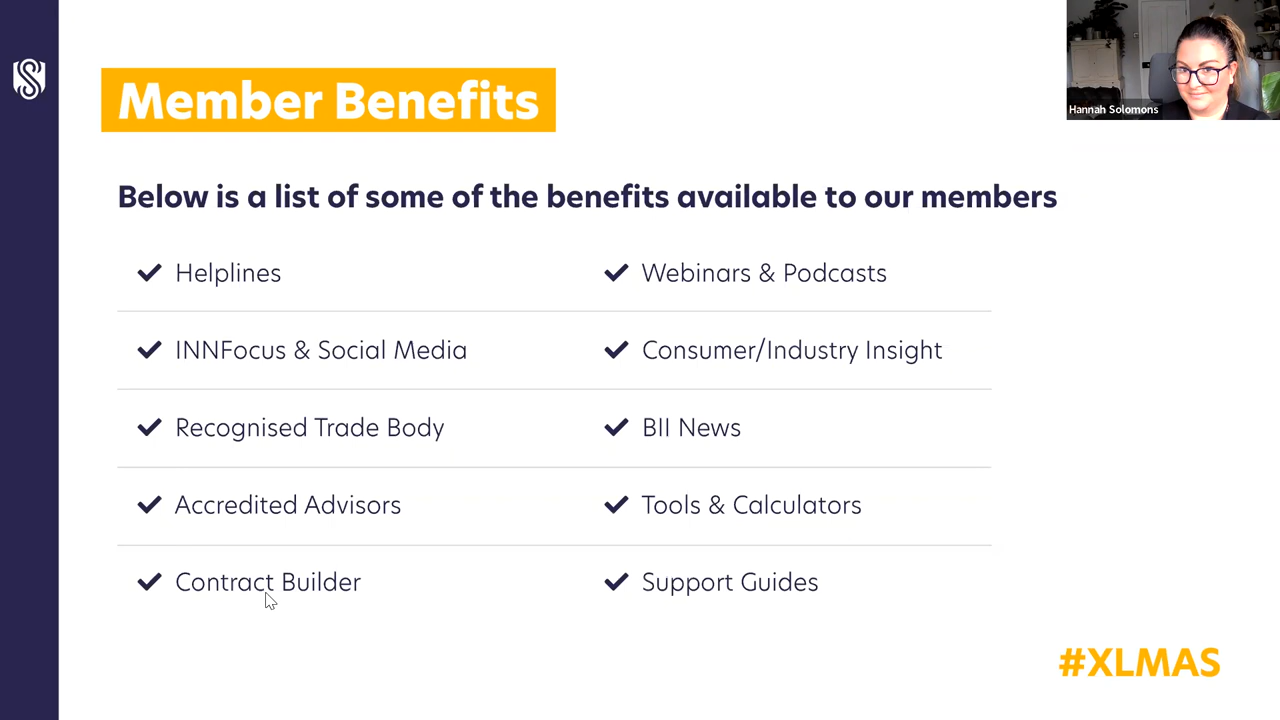 Member Benefits
Hannah Solomons
Below is a list of some of the benefits available to our members
Helplines
Webinars & Podcasts
INNFocus & Social Media
Consumer/Industry Insight
Recognised Trade Body
BII News
Accredited Advisors
Tools & Calculators
Contract Builder
Support Guides
#XLMAS